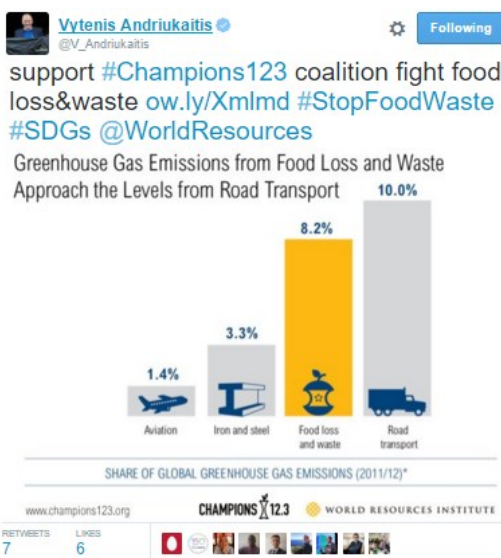 Vytenis Andriukaitis
@V_Andriukaitis
Following
support #Champions123 coalition fight food
loss&waste ow.ly/Xmlmd #StopFoodWaste
#SDGs @WorldResources
Greenhouse Gas Emissions from Food Loss and Waste
Approach the Levels from Road Transport
10.0%
8.2%
3.3%
1.4%
Aviation
Iron and steel
Food loss
and waste
Road
transport
SHARE OF GLOBAL GREENHOUSE GAS EMISSIONS (2011/12)*
www.champions123.org
CHAMPIONS 12.3
WORLD RESOURCES INSTITUTE
RETWEETS
LIKES
7
6